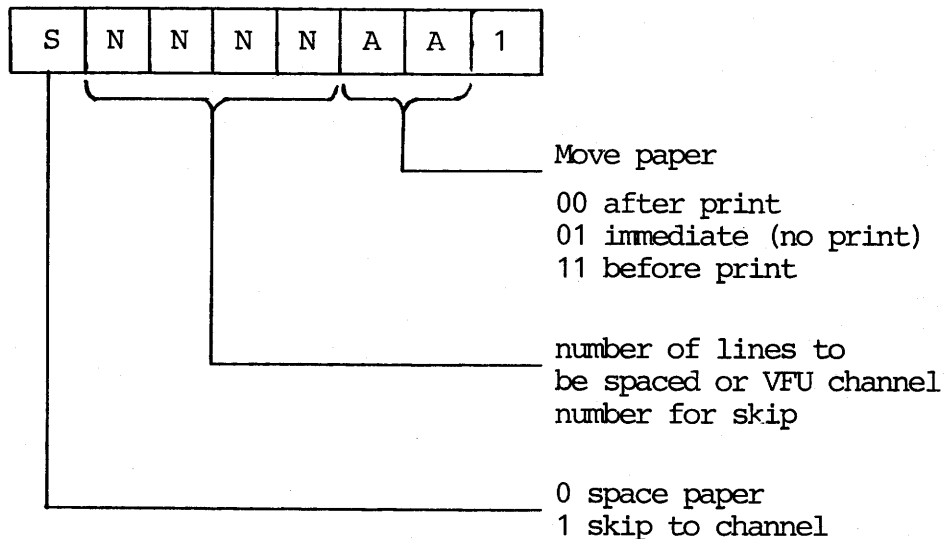 S N N N N A A 1
Move paper
00 after print
01 immediate (no print)
11 before print
number of lines to
be spaced or VFU channel
number for skip
0 space paper
1 skip to channel